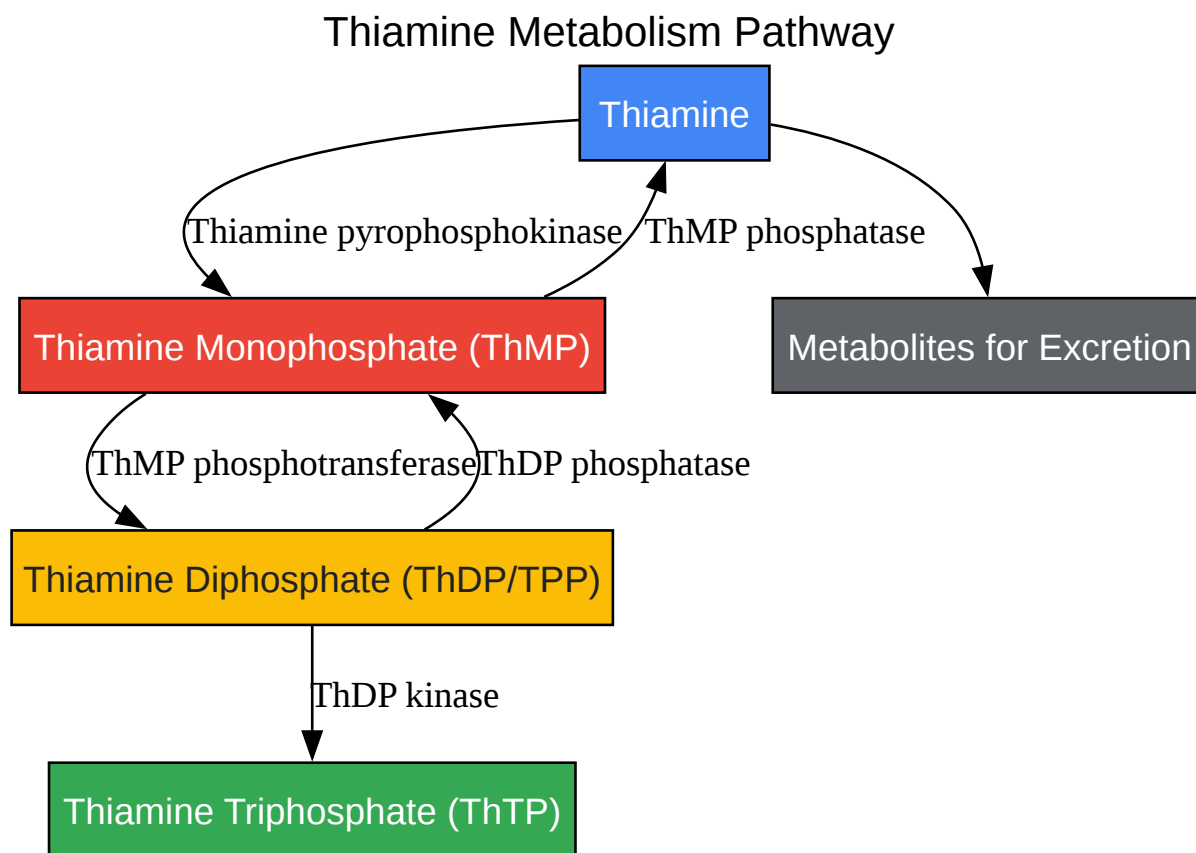 Thiamine Metabolism Pathway
Thiamine
Thiamine pyrophosphokinase
ThMP phosphatase
Thiamine Monophosphate (ThMP)
Metabolites for Excretion
ThMP phosphotransferase
ThDP phosphatase
Thiamine Diphosphate (ThDP/TPP)
ThDP kinase
Thiamine Triphosphate (ThTP)